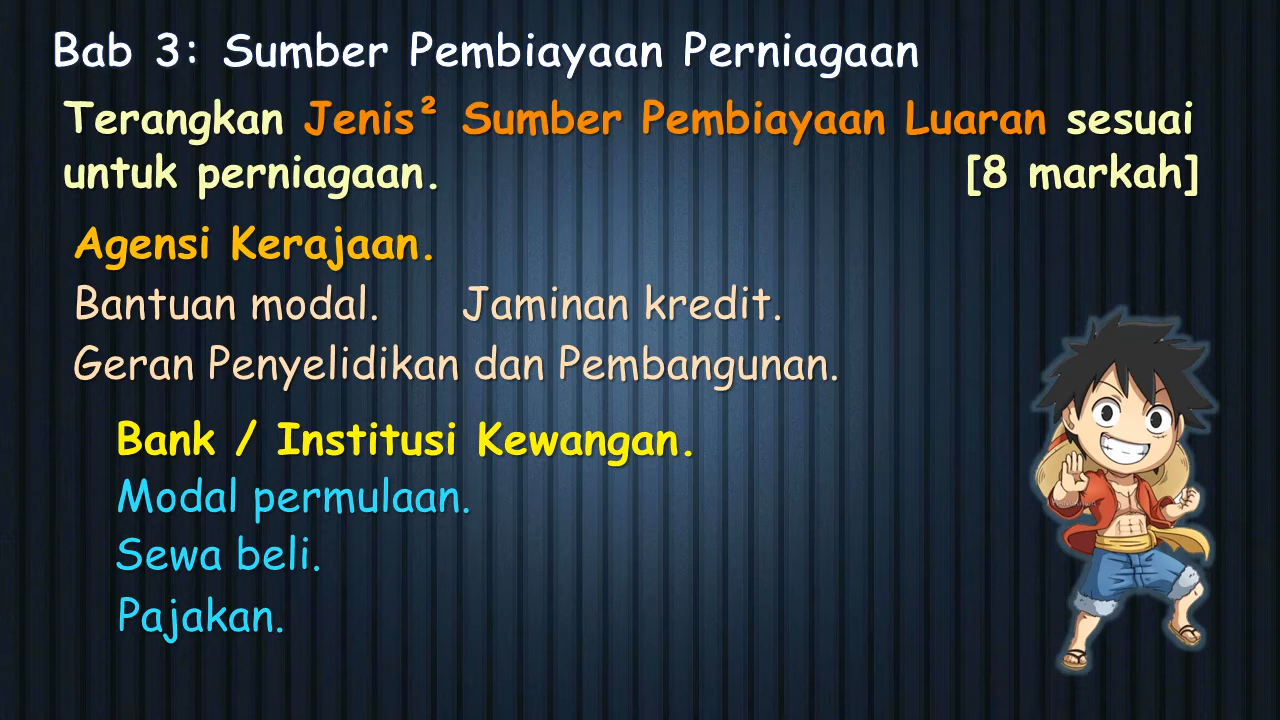 Bab 3: Sumber Pembiayaan Perniagaan
Terangkan Jenis² Sumber Pembiayaan Luaran sesuai
untuk perniagaan. [8 markah]
Agensi Kerajaan.
Bantuan modal. Jaminan kredit.
Geran Penyelidikan dan Pembangunan.
Bank / Institusi Kewangan.
Modal permulaan.
Sewa beli.
Pajakan.